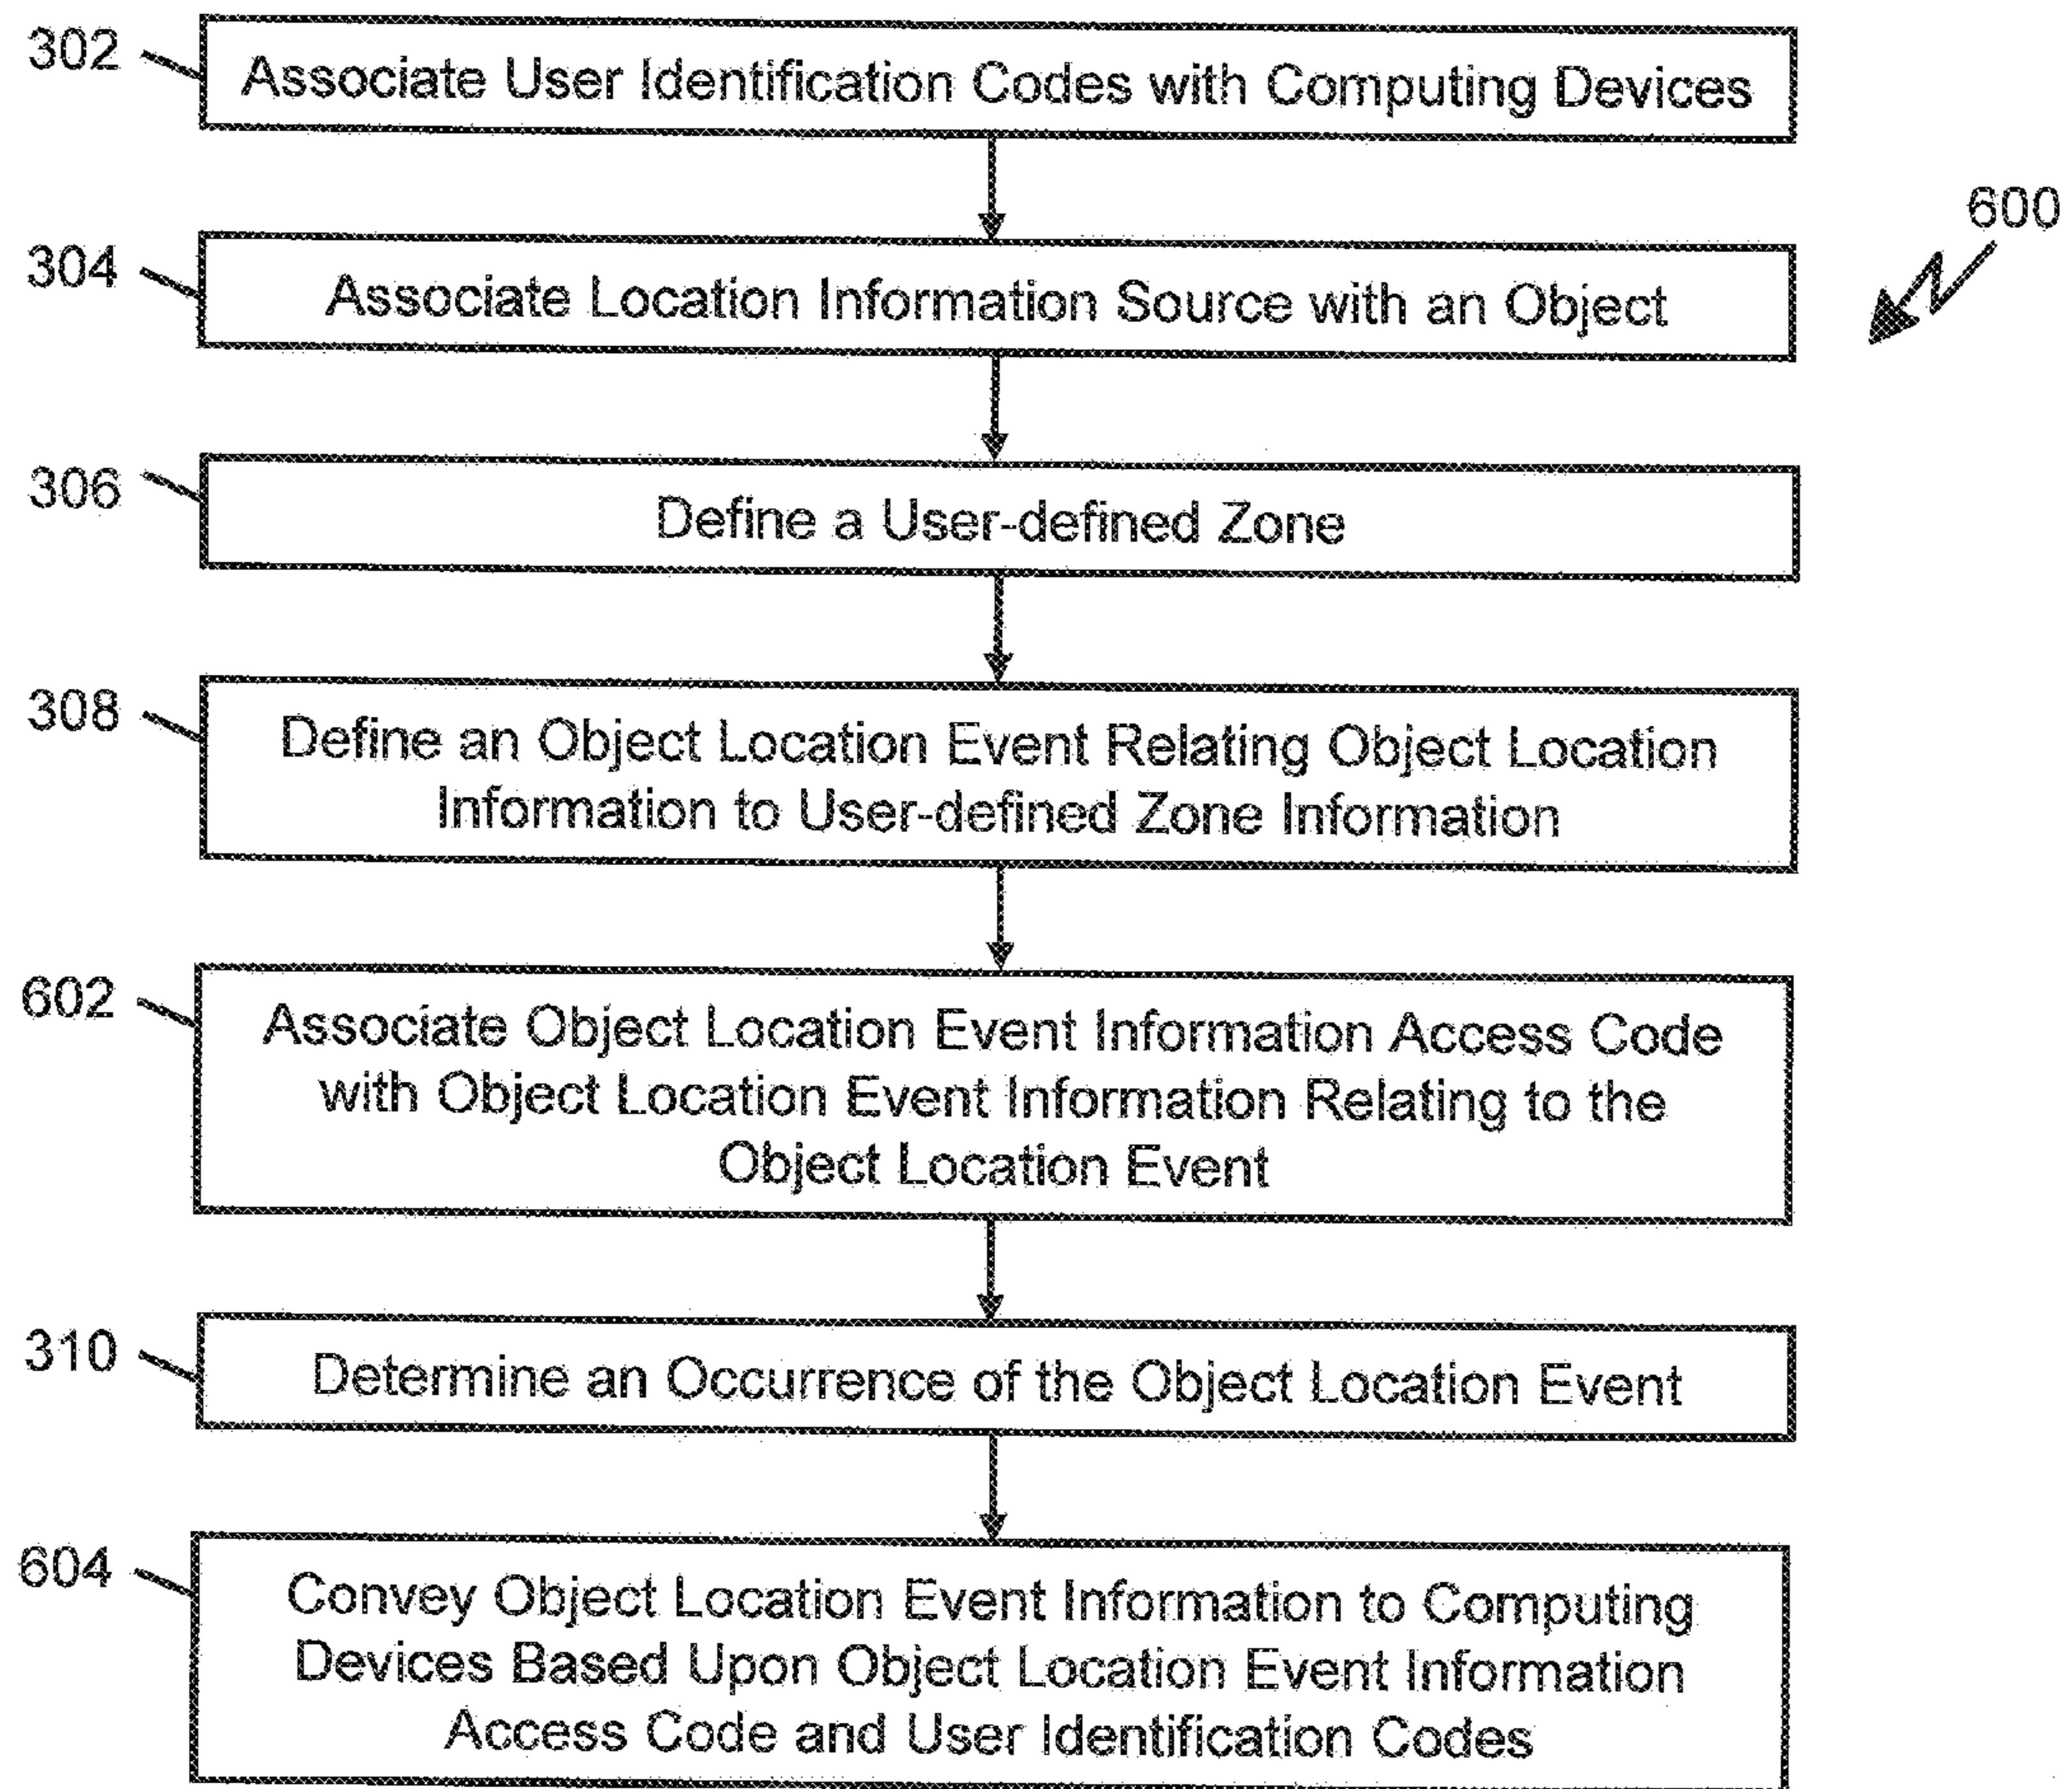 302
Associate User Identification Codes with Computing Devices
600
304
Associate Location Information Source with an Object
306
Define a User-defined Zone
308
Define an Object Location Event Relating Object Location
Information to User-defined Zone Information
602
Associate Object Location Event Information Access Code
with Object Location Event Information Relating to the
Object Location Event
310
Determine an Occurrence of the Object Location Event
604
Convey Object Location Event Information to Computing
Devices Based Upon Object Location Event Information
Access Code and User Identification Codes